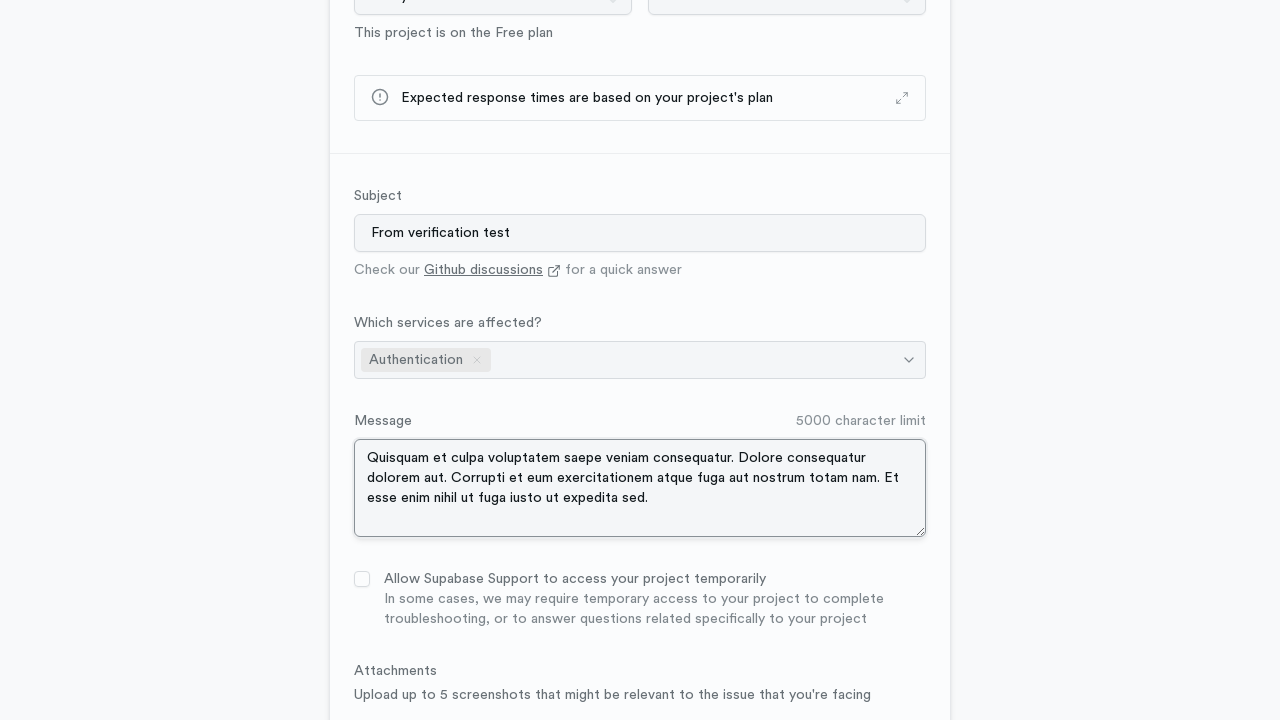 This project is on the Free plan
Expected response times are based on your project's plan
Subject
From verification test
Check our Github discussions for a quick answer
Which services are affected?
Authentication
Message
5000 character limit
Quisquam et culpa voluptatem saepe veniam consequatur. Dolore consequatur
dolorem aut. Corrupti et eum exercitationem atque fuga aut nostrum totam nam. Et
esse enim nihil ut fuga iusto ut expedita sed.
Allow Supabase Support to access your project temporarily
In some cases, we may require temporary access to your project to complete
troubleshooting, or to answer questions related specifically to your project
Attachments
Upload up to 5 screenshots that might be relevant to the issue that you're facing